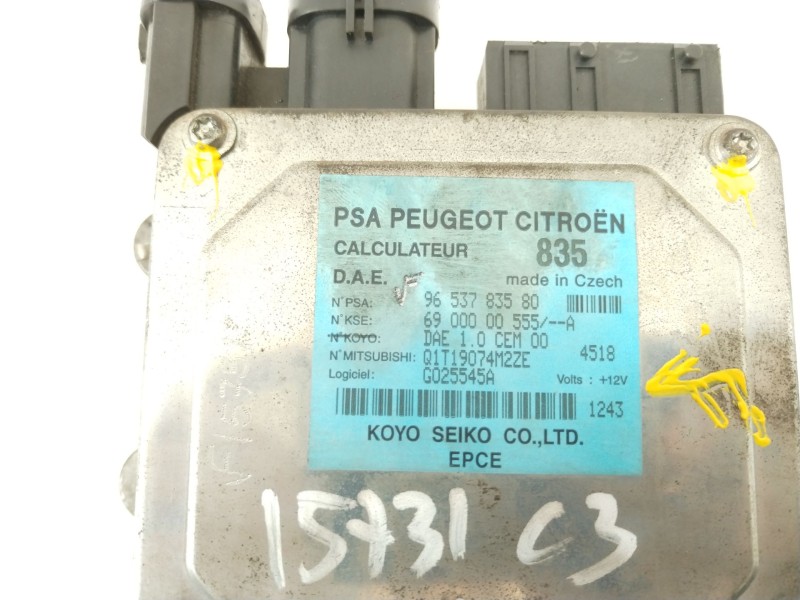 PSA PEUGEOT CITROËN
CALCULATEUR 835
D.A.E. made in Czech
N°PSA: 96 537 835 80
N°KSE: 69 000 00 555/--A
N°KOYO: DAE 1.0 CEM 00
N°MITSUBISHI: Q1T19074M2ZE 4518
Logiciel: G025545A Volts : +12V
1243
KOYO SEIKO CO.,LTD.
EPCE
15731 C3